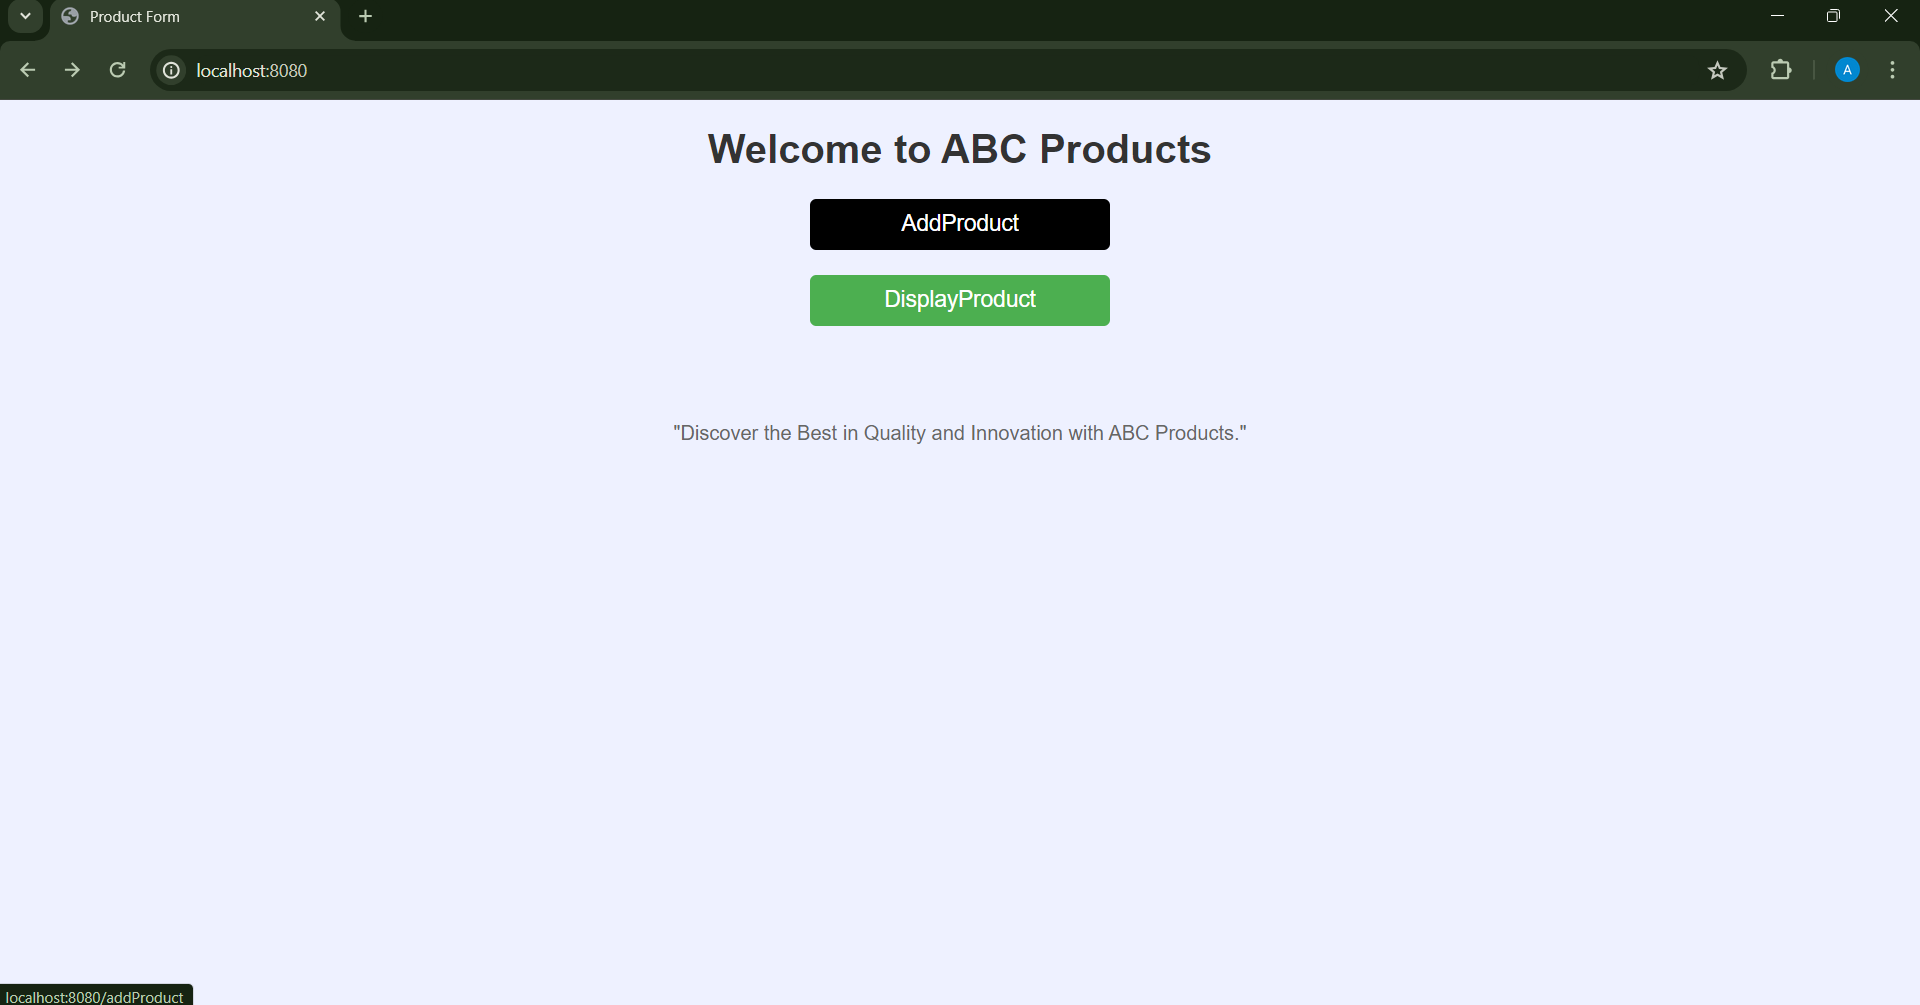 Product Form
localhost:8080
A
Welcome to ABC Products
AddProduct
DisplayProduct
"Discover the Best in Quality and Innovation with ABC Products."
localhost:8080/addProduct